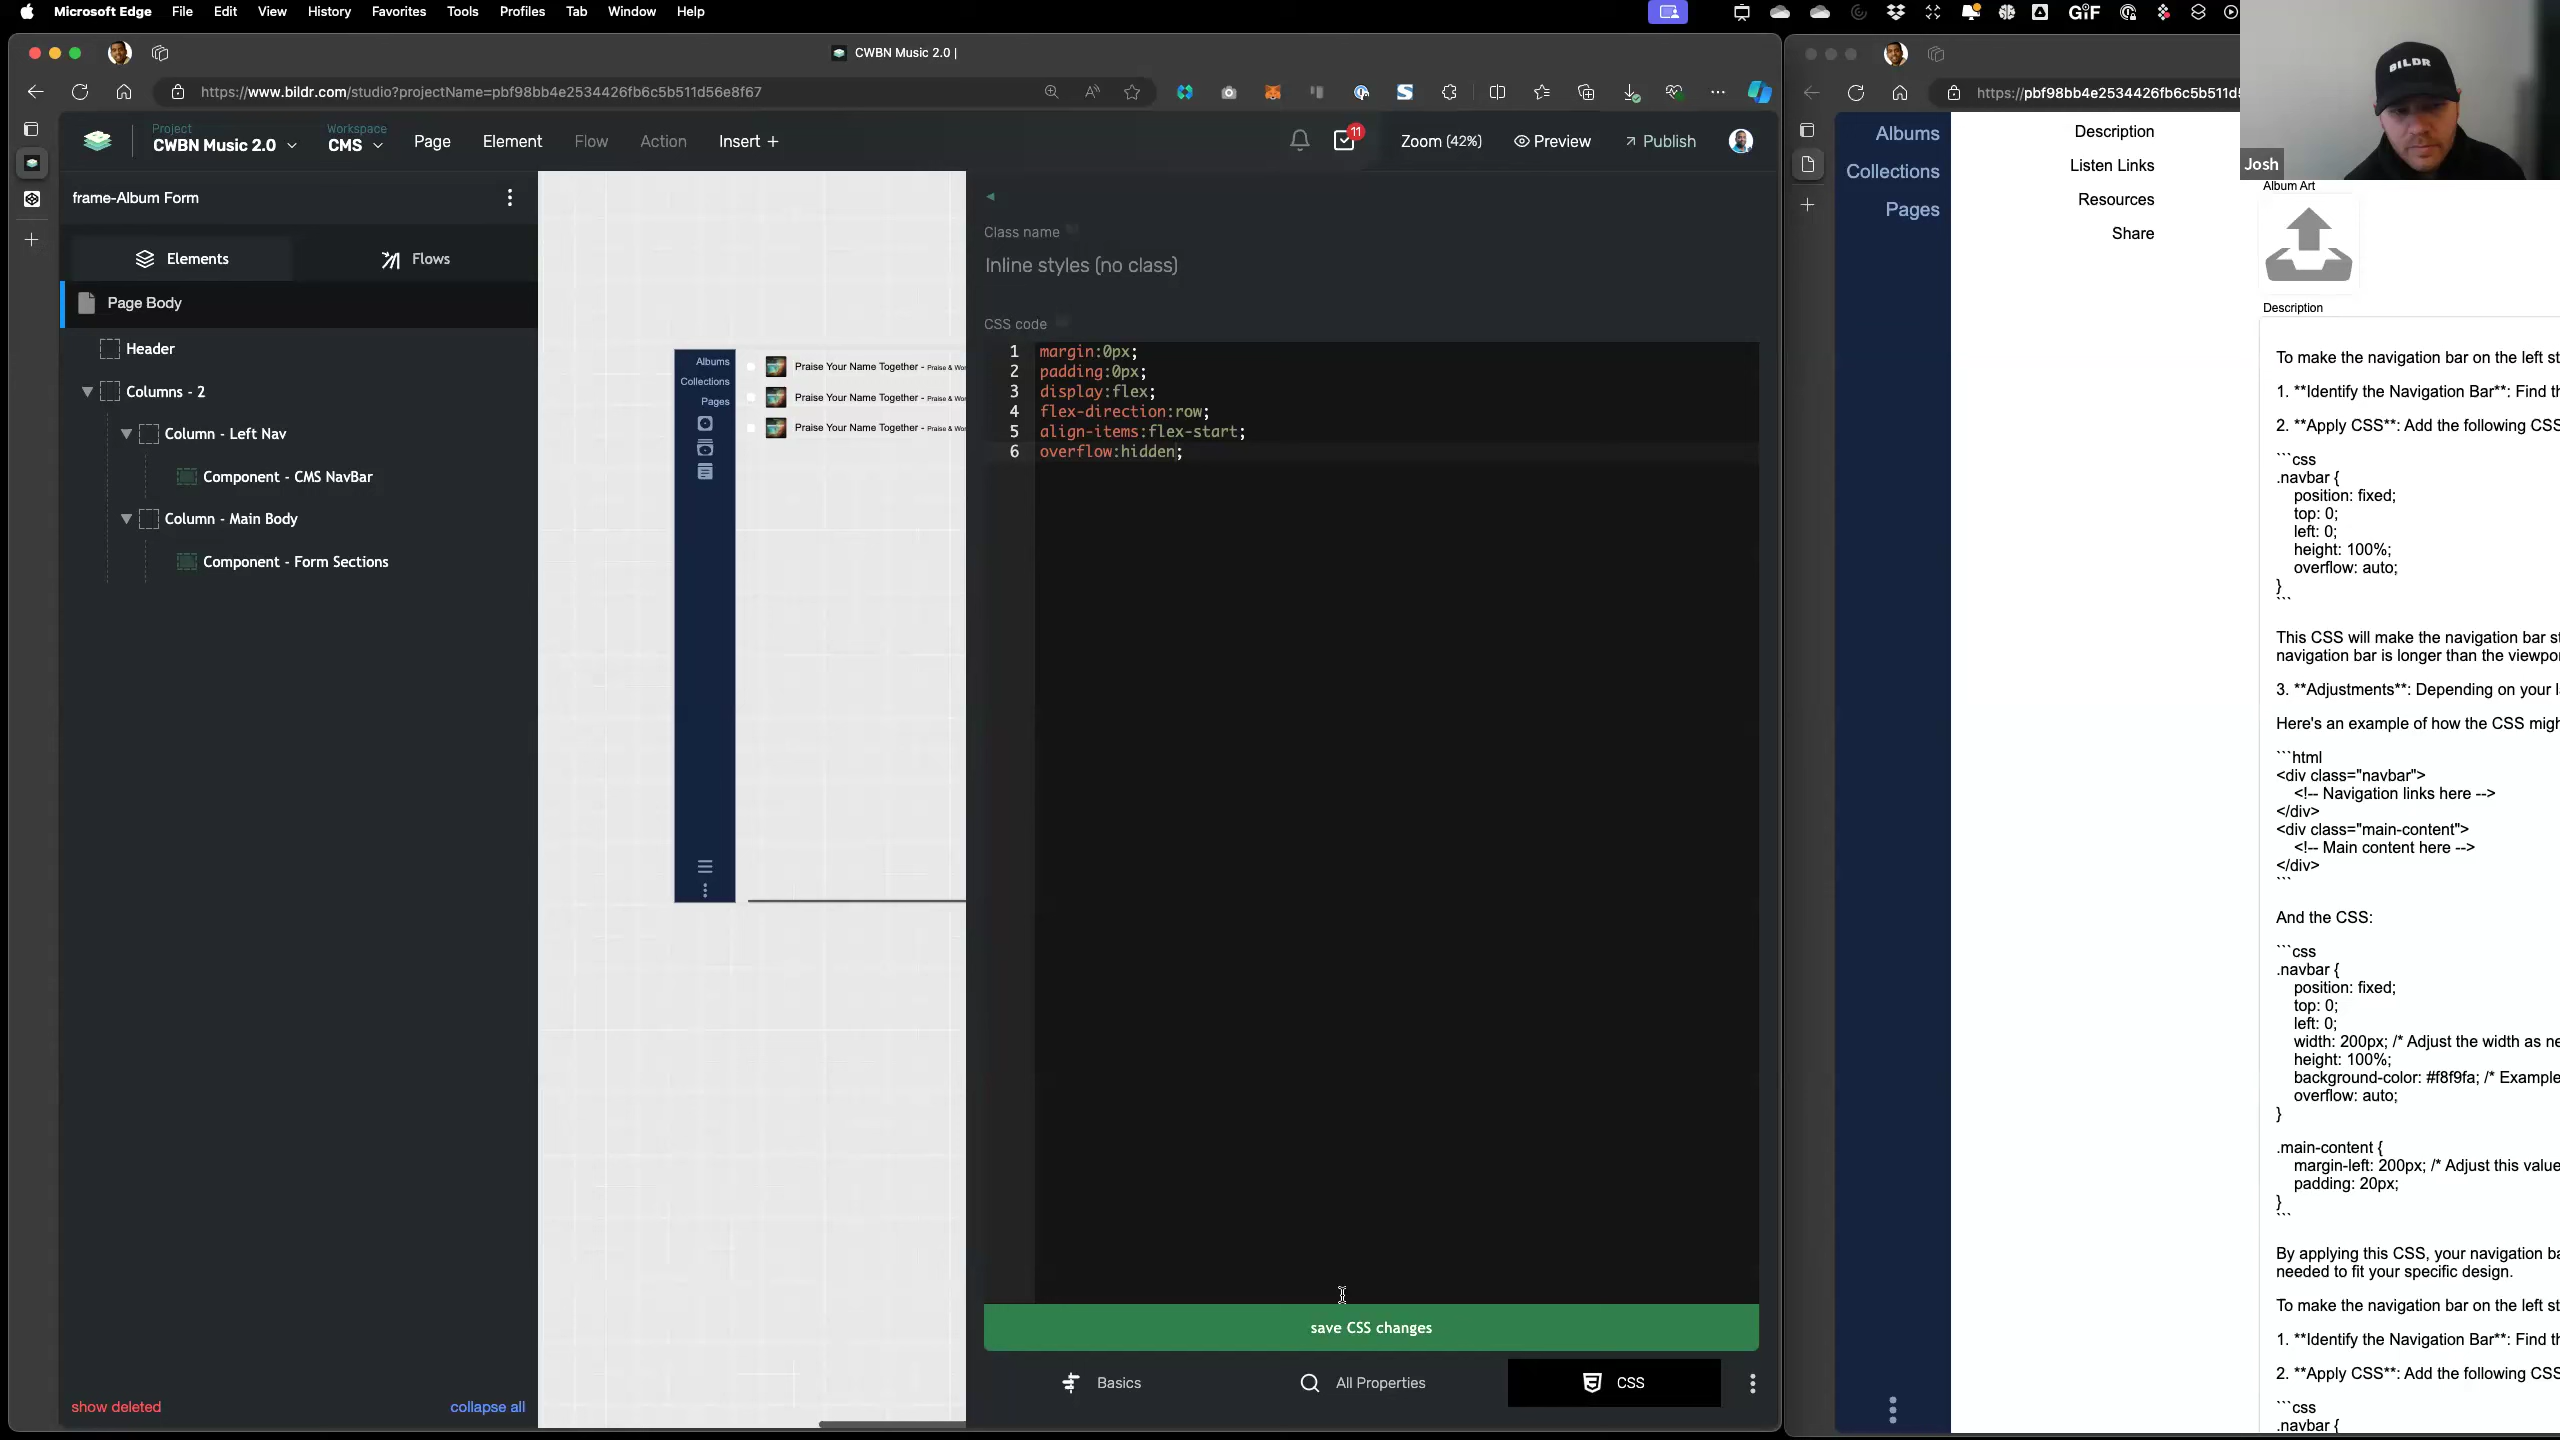 Microsoft Edge File Edit View History Favorites Tools Profiles Tab Window Help
GIF
CWBN Music 2.0 |
https://www.bildr.com/studio?projectName=pbf98bb4e2534426fb6c5b511d56e8f67
Project
CWBN Music 2.0
Workspace
CMS
Page Element Flow Action Insert +
11
Zoom (42%) Preview Publish
frame-Album Form
Elements Flows
Page Body
Header
Columns - 2
Column - Left Nav
Component - CMS NavBar
Column - Main Body
Component - Form Sections
show deleted collapse all
Albums
Collections
Pages
Praise Your Name Together - Praise & Wor
Praise Your Name Together - Praise & Wor
Praise Your Name Together - Praise & Wor
Class name
Inline styles (no class)
CSS code
1 margin:0px;
2 padding:0px;
3 display:flex;
4 flex-direction:row;
5 align-items:flex-start;
6 overflow:hidden;
save CSS changes
Basics All Properties CSS
https://pbf98bb4e2534426fb6c5b511d5
Albums
Collections
Pages
Description
Listen Links
Resources
Share
BILDR
Josh
Album Art
Description
To make the navigation bar on the left st
1. **Identify the Navigation Bar**: Find th
2. **Apply CSS**: Add the following CSS
```css
.navbar {
position: fixed;
top: 0;
left: 0;
height: 100%;
overflow: auto;
}
```
This CSS will make the navigation bar st
navigation bar is longer than the viewpor
3. **Adjustments**: Depending on your l
Here's an example of how the CSS migh
```html
<div class="navbar">
<!-- Navigation links here -->
</div>
<div class="main-content">
<!-- Main content here -->
</div>
```
And the CSS:
```css
.navbar {
position: fixed;
top: 0;
left: 0;
width: 200px; /* Adjust the width as ne
height: 100%;
background-color: #f8f9fa; /* Example
overflow: auto;
}
.main-content {
margin-left: 200px; /* Adjust this value
padding: 20px;
}
```
By applying this CSS, your navigation ba
needed to fit your specific design.
To make the navigation bar on the left st
1. **Identify the Navigation Bar**: Find th
2. **Apply CSS**: Add the following CSS
```css
.navbar {